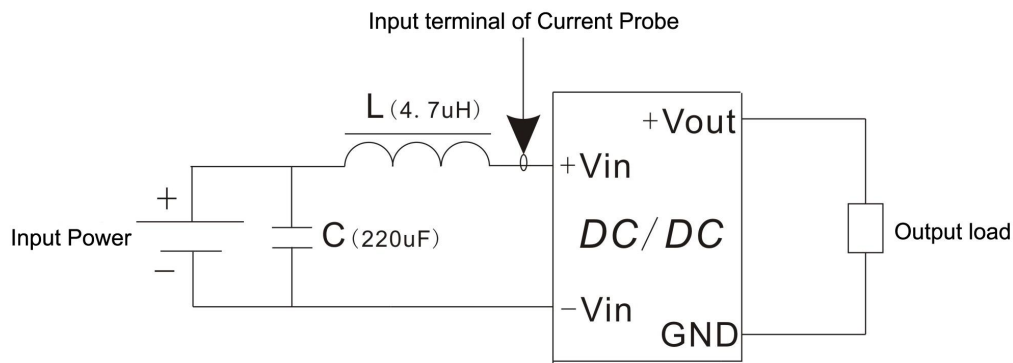 Input terminal of Current Probe
L (4. 7uH)
+Vout
+Vin
+
Input Power
−
C (220uF)
DC/DC
Output load
−Vin
GND